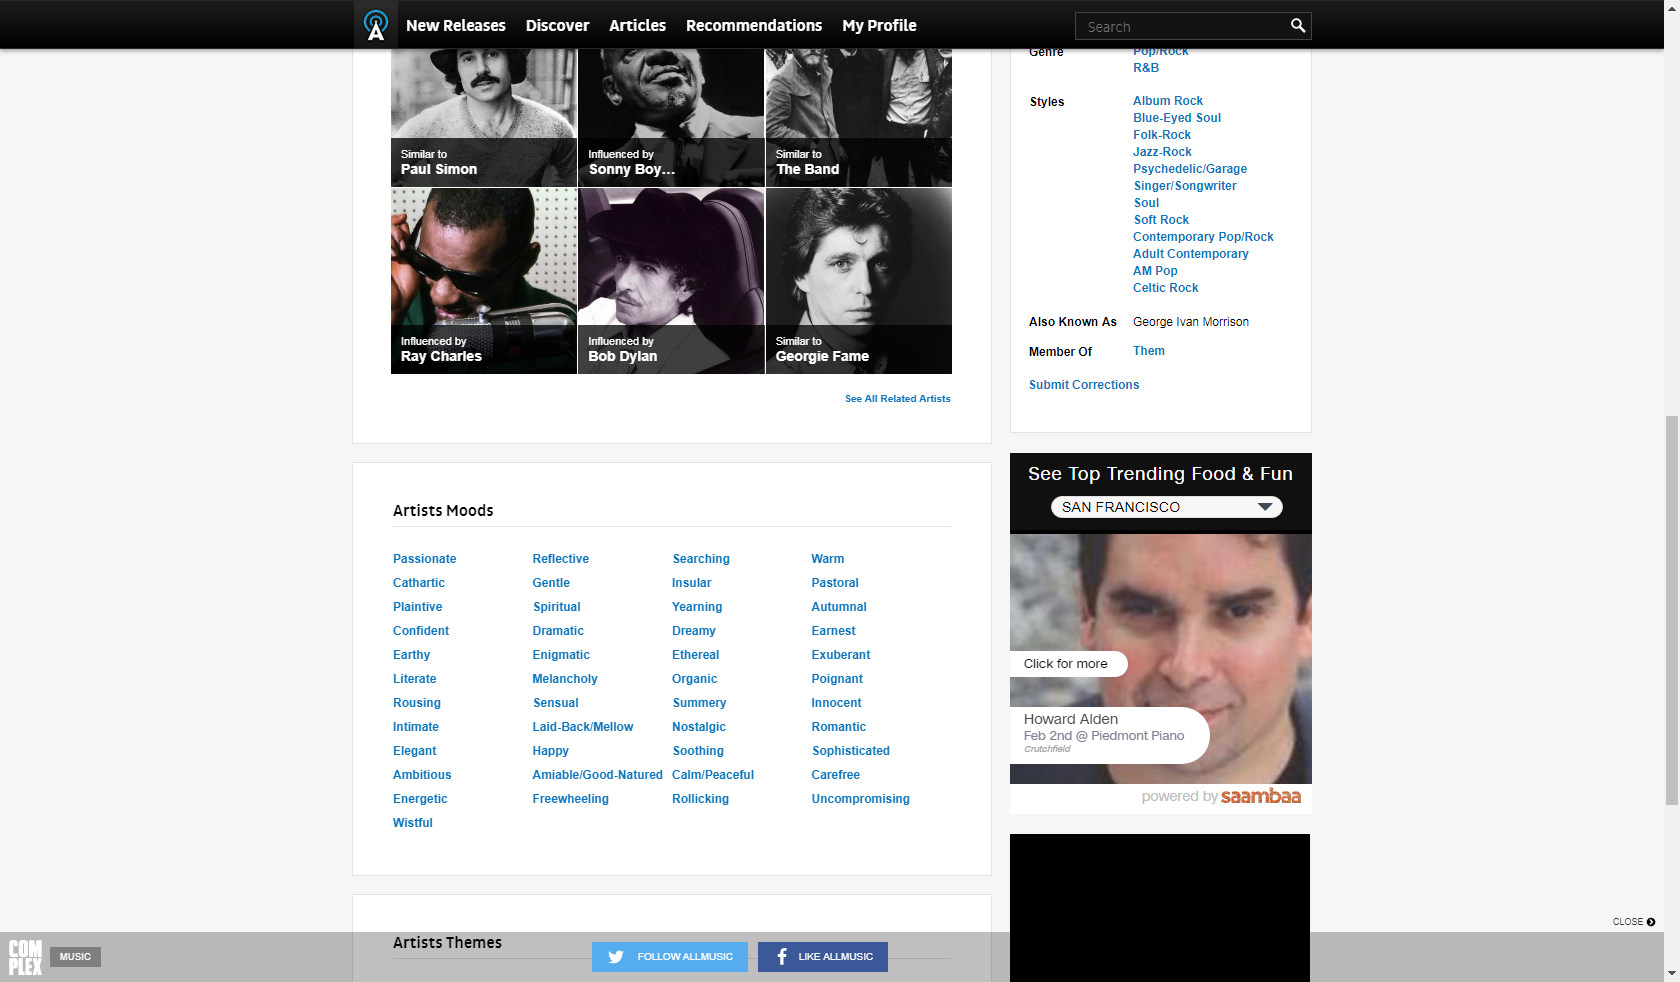 New Releases
Discover
Articles
Recommendations
My Profile
Search
Similar to
Paul Simon
Influenced by
Sonny Boy...
Similar to
The Band
Influenced by
Ray Charles
Influenced by
Bob Dylan
Similar to
Georgie Fame
See All Related Artists
Genre
Pop/Rock
R&B
Styles
Album Rock
Blue-Eyed Soul
Folk-Rock
Jazz-Rock
Psychedelic/Garage
Singer/Songwriter
Soul
Soft Rock
Contemporary Pop/Rock
Adult Contemporary
AM Pop
Celtic Rock
Also Known As George Ivan Morrison
Member Of Them
Submit Corrections
Artists Moods
Passionate Reflective Searching Warm
Cathartic Gentle Insular Pastoral
Plaintive Spiritual Yearning Autumnal
Confident Dramatic Dreamy Earnest
Earthy Enigmatic Ethereal Exuberant
Literate Melancholy Organic Poignant
Rousing Sensual Summery Innocent
Intimate Laid-Back/Mellow Nostalgic Romantic
Elegant Happy Soothing Sophisticated
Ambitious Amiable/Good-Natured Calm/Peaceful Carefree
Energetic Freewheeling Rollicking Uncompromising
Wistful
See Top Trending Food & Fun
SAN FRANCISCO
Click for more
Howard Alden
Feb 2nd @ Piedmont Piano
Crutchfield
powered by saambaa
Artists Themes
CLOSE
COM
PLEX
MUSIC
FOLLOW ALLMUSIC
LIKE ALLMUSIC